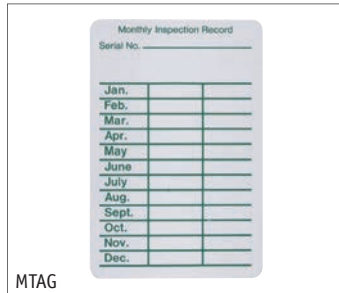 Monthly Inspection Record
Serial No.
Jan.
Feb.
Mar.
Apr.
May
June
July
Aug.
Sept.
Oct.
Nov.
Dec.
MTAG